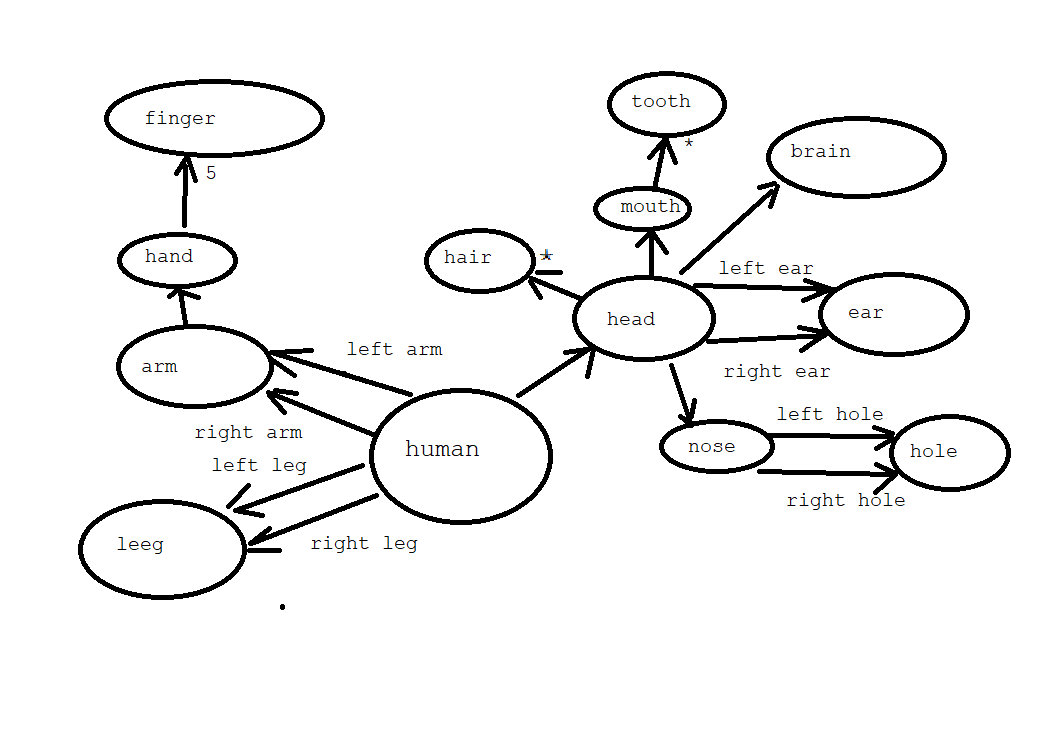 tooth
finger
*
brain
5
mouth
hand
hair
*
left ear
head
ear
left arm
arm
right ear
left hole
right arm
human
nose
hole
left leg
right hole
leeg
right leg